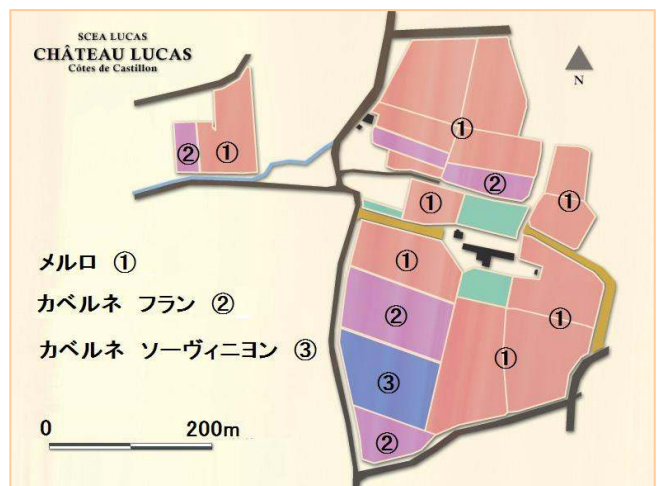 SCEA LUCAS
CHÂTEAU LUCAS
Côtes de Castillon
N
② ①
①
②
①
①
①
②
①
①
③
②
メルロ ①
カベルネ フラン ②
カベルネ ソーヴィニヨン ③
0 200m